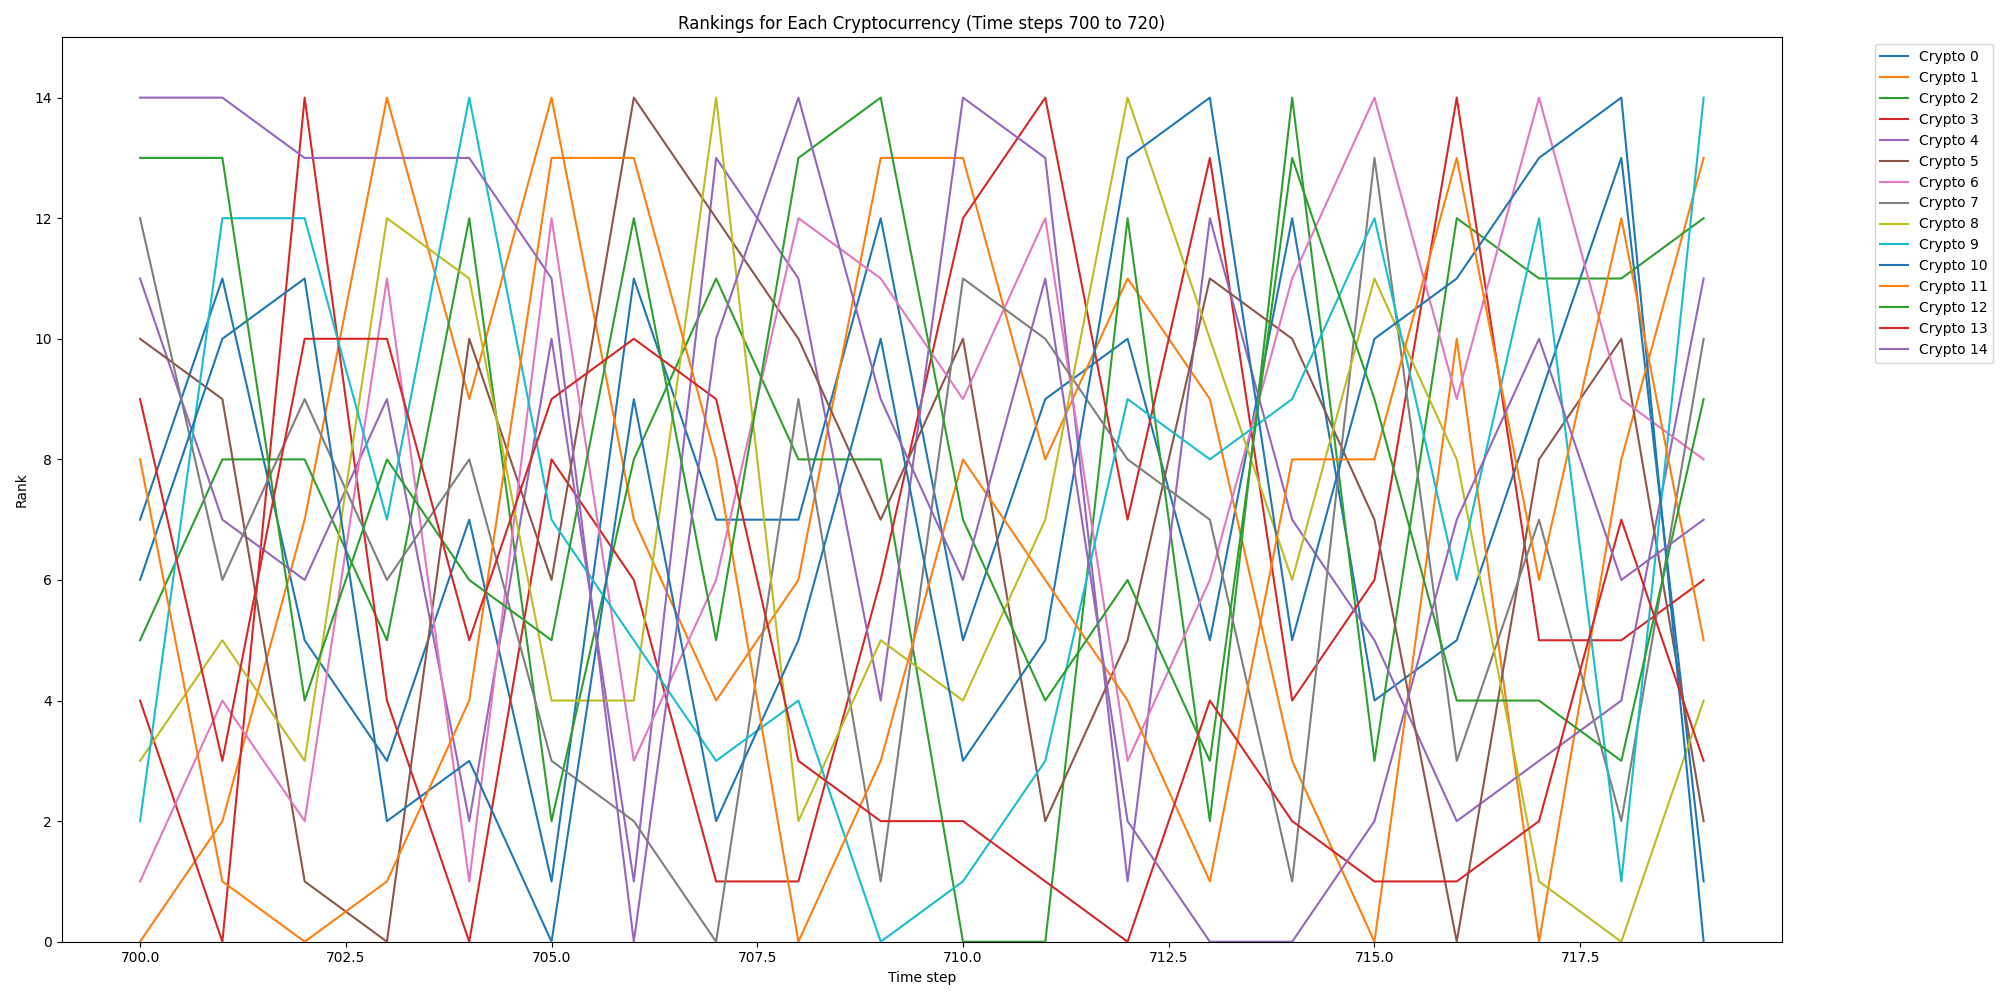 Rankings for Each Cryptocurrency (Time steps 700 to 720)
Rank
14
12
10
8
6
4
2
0
700.0 702.5 705.0 707.5 710.0 712.5 715.0 717.5
Time step
Crypto 0
Crypto 1
Crypto 2
Crypto 3
Crypto 4
Crypto 5
Crypto 6
Crypto 7
Crypto 8
Crypto 9
Crypto 10
Crypto 11
Crypto 12
Crypto 13
Crypto 14